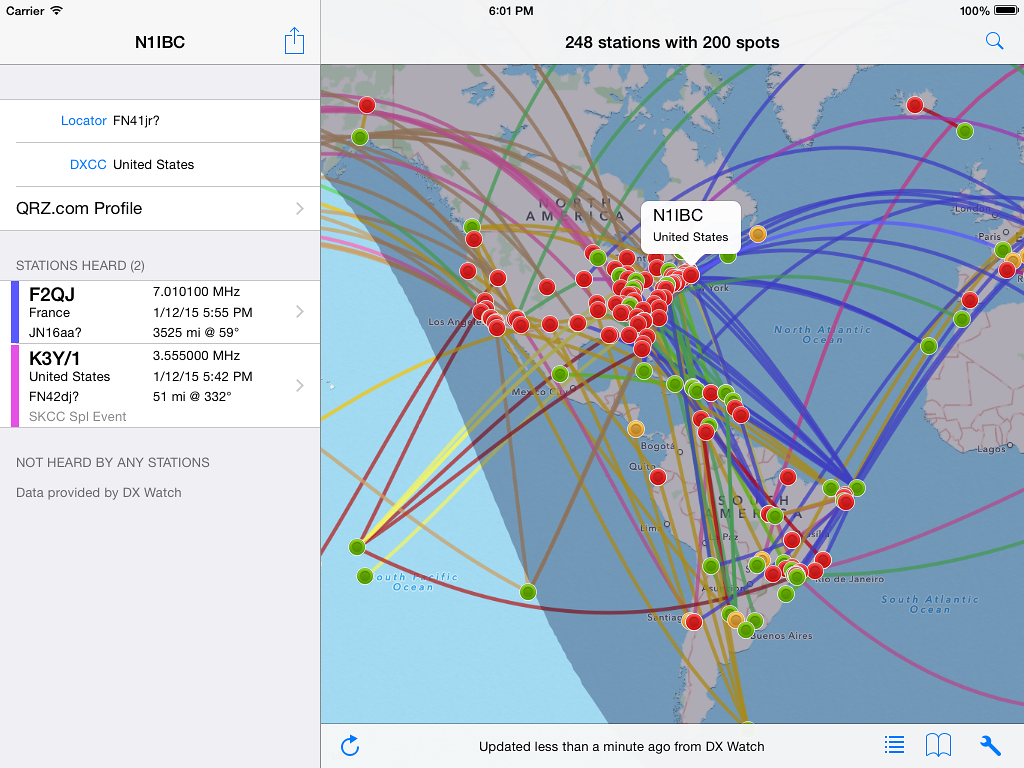 Carrier
6:01 PM
100%
N1IBC
248 stations with 200 spots
Locator FN41jr?
DXCC United States
QRZ.com Profile
STATIONS HEARD (2)
F2QJ 7.010100 MHz
France 1/12/15 5:55 PM
JN16aa? 3525 mi @ 59°
K3Y/1 3.555000 MHz
United States 1/12/15 5:42 PM
FN42dj? 51 mi @ 332°
SKCC Spl Event
NOT HEARD BY ANY STATIONS
Data provided by DX Watch
NORTH
AMERICA
N1IBC
United States
London
Paris
York
Los Angeles
North Atlantic
Ocean
Mexico City
Bogotá
Quito
Lagos
SOUTH
AMERICA
Lim
La Paz
Rio de Janeiro
South Pacific
Ocean
South Atlantic
Ocean
Santiag
Buenos Aires
Updated less than a minute ago from DX Watch